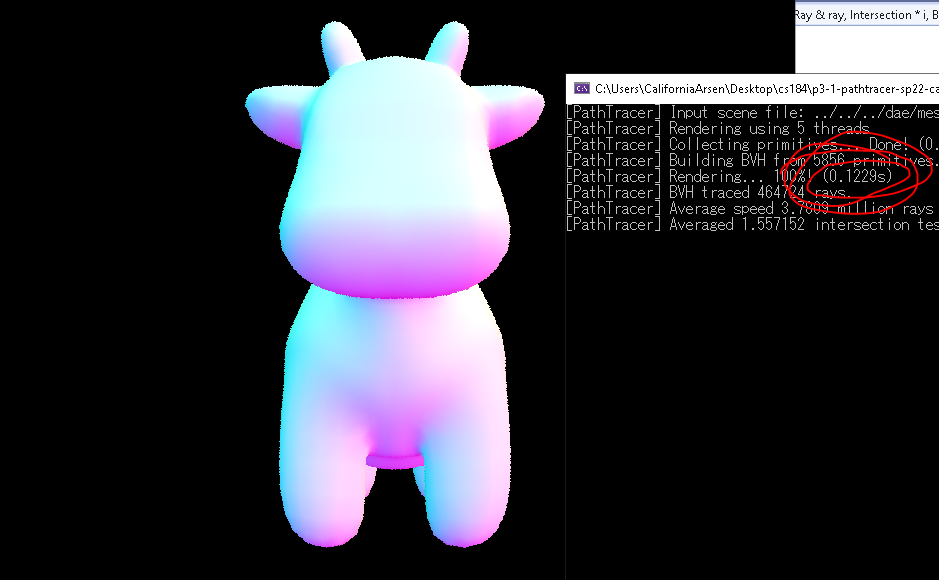 Ray & ray, Intersection * i, B
C:\Users\CaliforniaArsen\Desktop\cs184\p3-1-pathtracer-sp22-ca
[PathTracer] Input scene file: ../../../dae/mes
[PathTracer] Rendering using 5 threads
[PathTracer] Collecting primitives... Done! (0.
[PathTracer] Building BVH from 5856 primitives.
[PathTracer] Rendering... 100%! (0.1229s)
[PathTracer] BVH traced 464724 rays.
[PathTracer] Average speed 3.7809 million rays
[PathTracer] Averaged 1.557152 intersection tes